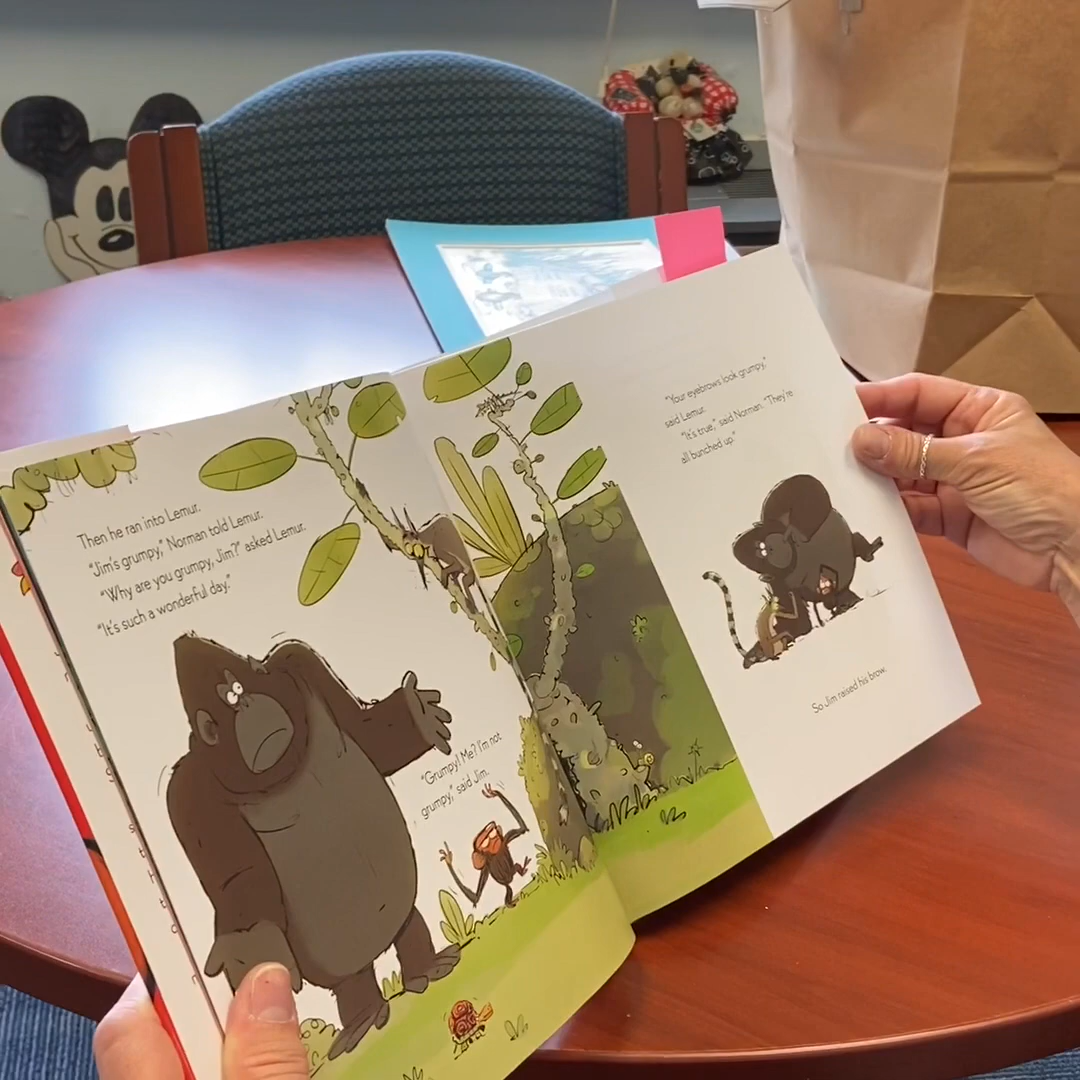 Then he ran into Lemur.
"Jim's grumpy," Norman told Lemur.
"Why are you grumpy, Jim?" asked Lemur.
"It's such a wonderful day."
"Grumpy! Me? I'm not
grumpy," said Jim.
"Your eyebrows look grumpy,"
said Lemur.
"It's true," said Norman. "They're
all bunched up."
So Jim raised his brow.